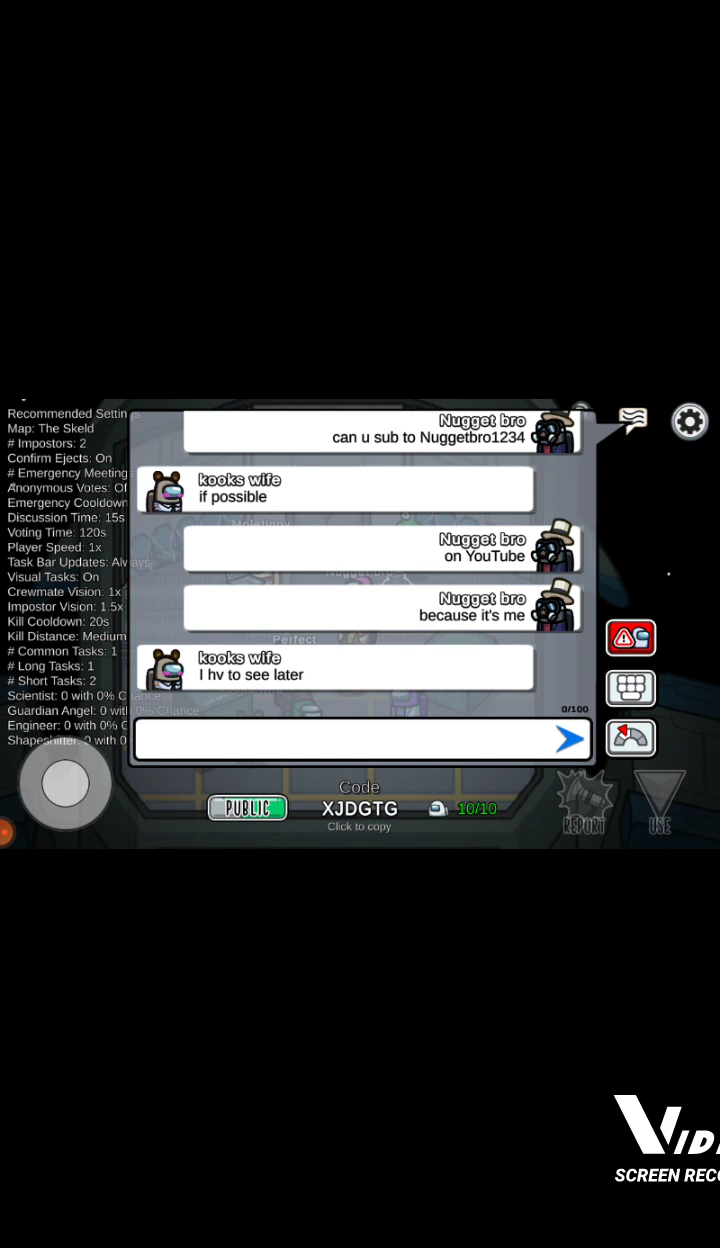 Recommended Settings
Map: The Skeld
# Impostors: 2
Confirm Ejects: On
# Emergency Meeting
Anonymous Votes: Of
Emergency Cooldown
Discussion Time: 15s
Voting Time: 120s
Player Speed: 1x
Task Bar Updates: Always
Visual Tasks: On
Crewmate Vision: 1x
Impostor Vision: 1.5x
Kill Cooldown: 20s
Kill Distance: Medium
# Common Tasks: 1
# Long Tasks: 1
# Short Tasks: 2
Scientist: 0 with 0% Chance
Guardian Angel: 0 with 0% Chance
Engineer: 0 with 0% C
Shapeshifter: 0 with 0
Nugget bro
can u sub to Nuggetbro1234
kooks wife
if possible
Nugget bro
on YouTube
Nugget bro
because it's me
Perfect
kooks wife
I hv to see later
0/100
Code
PUBLIC
XJDGTG
10/10
Click to copy
REPORT
USE
VID
SCREEN RECO